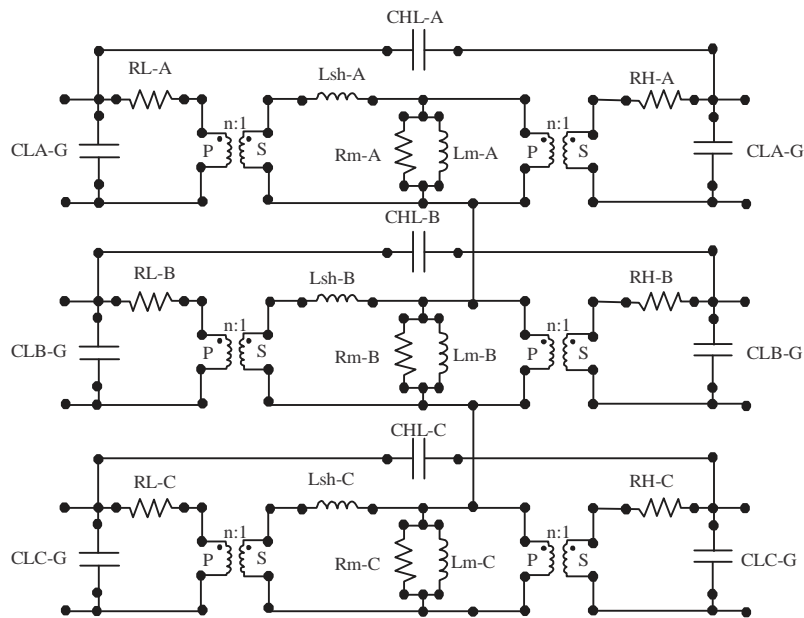 CHL-A
RL-A
Lsh-A
RH-A
n:1
n:1
CLA-G
P
S
Rm-A
Lm-A
P
S
CLA-G
CHL-B
RL-B
Lsh-B
RH-B
n:1
n:1
CLB-G
P
S
Rm-B
Lm-B
P
S
CLB-G
CHL-C
RL-C
Lsh-C
RH-C
n:1
n:1
CLC-G
P
S
Rm-C
Lm-C
P
S
CLC-G